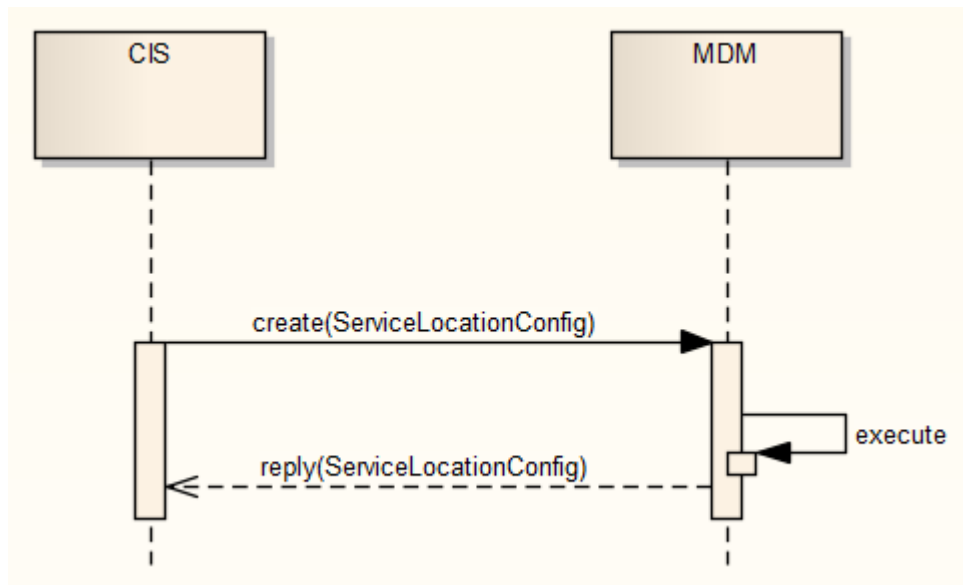 CIS
MDM
create(ServiceLocationConfig)
execute
reply(ServiceLocationConfig)